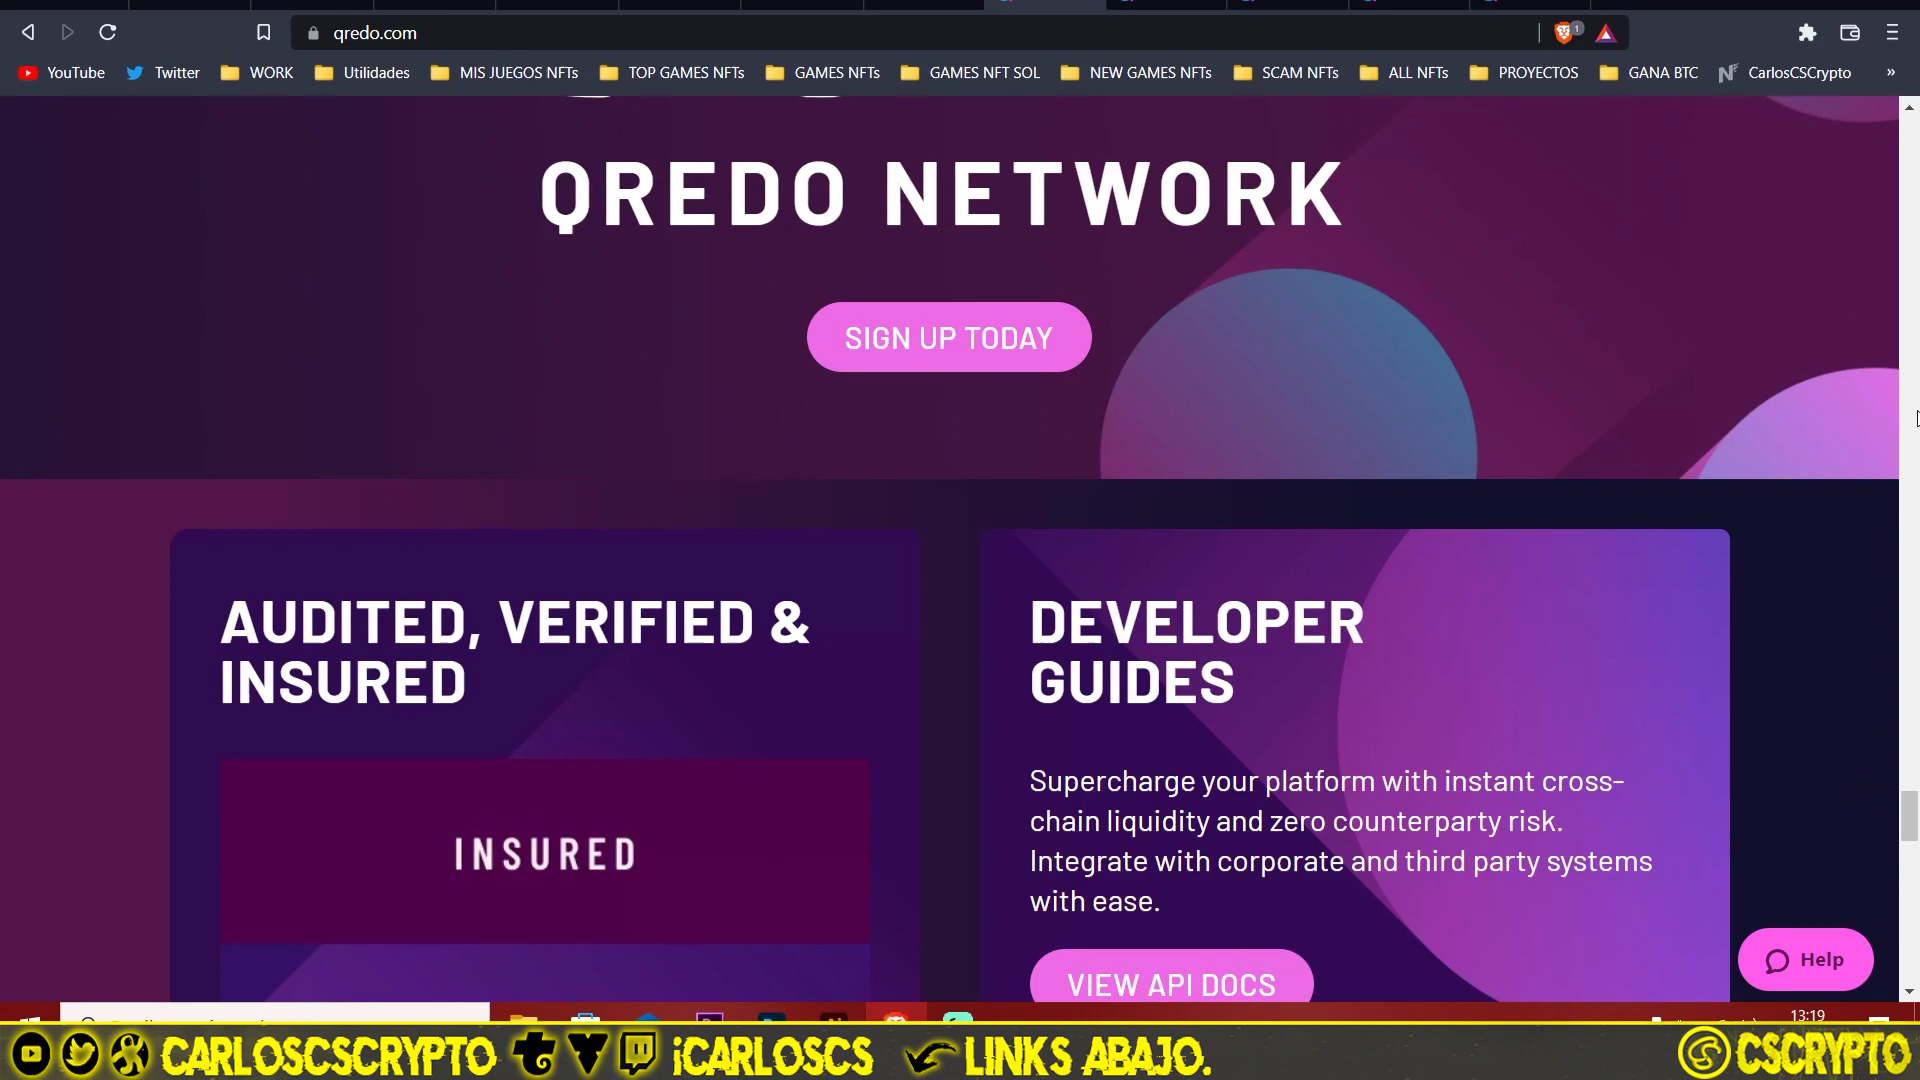 qredo.com
1
YouTube
Twitter
WORK
Utilidades
MIS JUEGOS NFTs
TOP GAMES NFTs
GAMES NFTs
GAMES NFT SOL
NEW GAMES NFTs
SCAM NFTs
ALL NFTs
PROYECTOS
GANA BTC
CarlosCSCrypto
»
QREDO NETWORK
SIGN UP TODAY
AUDITED, VERIFIED &
INSURED
INSURED
DEVELOPER
GUIDES
Supercharge your platform with instant cross-
chain liquidity and zero counterparty risk.
Integrate with corporate and third party systems
with ease.
VIEW API DOCS
Help
13:19
CARLOSCSCRYPTO
iCARLOSCS
LINKS ABAJO.
CSCRYPTO